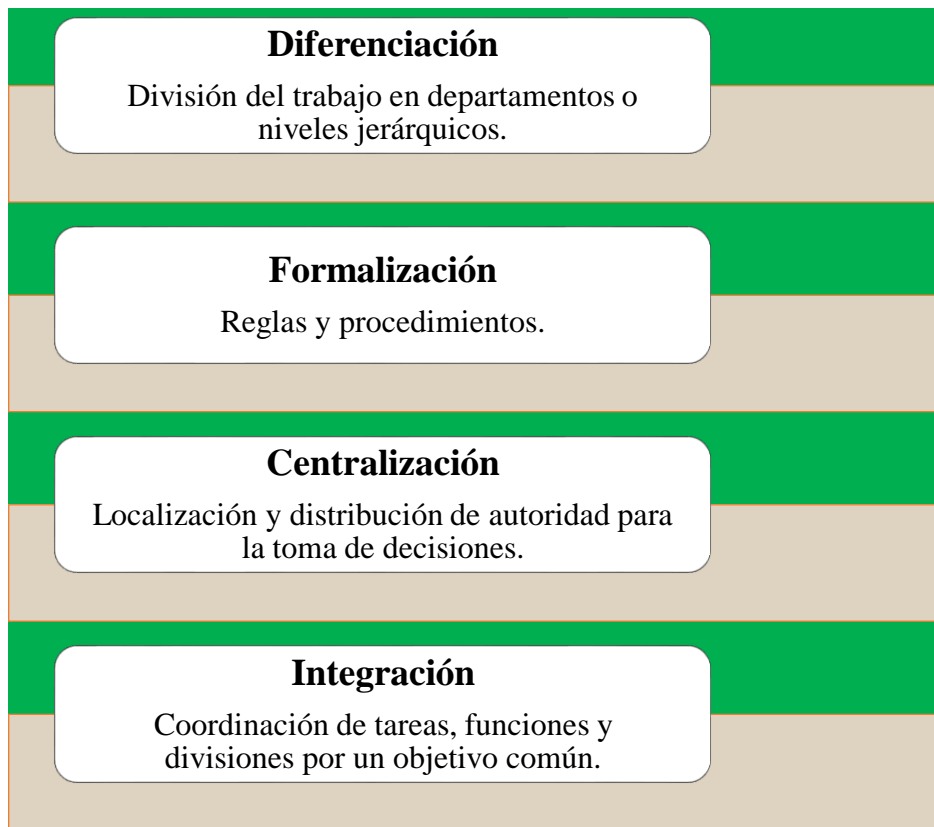 Diferenciación
División del trabajo en departamentos o
niveles jerárquicos.
Formalización
Reglas y procedimientos.
Centralización
Localización y distribución de autoridad para
la toma de decisiones.
Integración
Coordinación de tareas, funciones y
divisiones por un objetivo común.